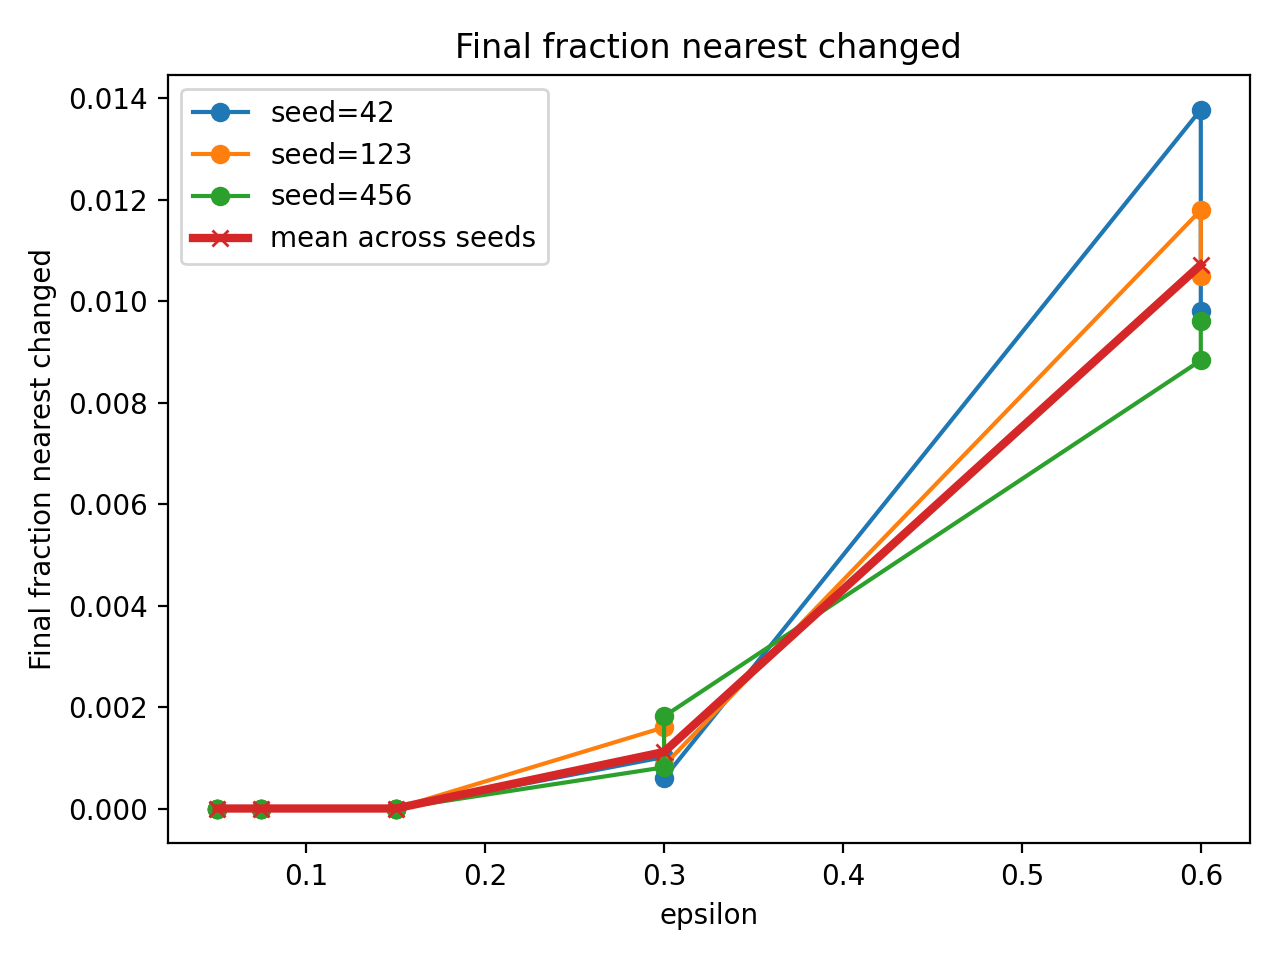 Final fraction nearest changed
0.014
0.012
0.010
0.008
0.006
0.004
0.002
0.000
Final fraction nearest changed
seed=42
seed=123
seed=456
mean across seeds
0.1
0.2
0.3
0.4
0.5
0.6
epsilon